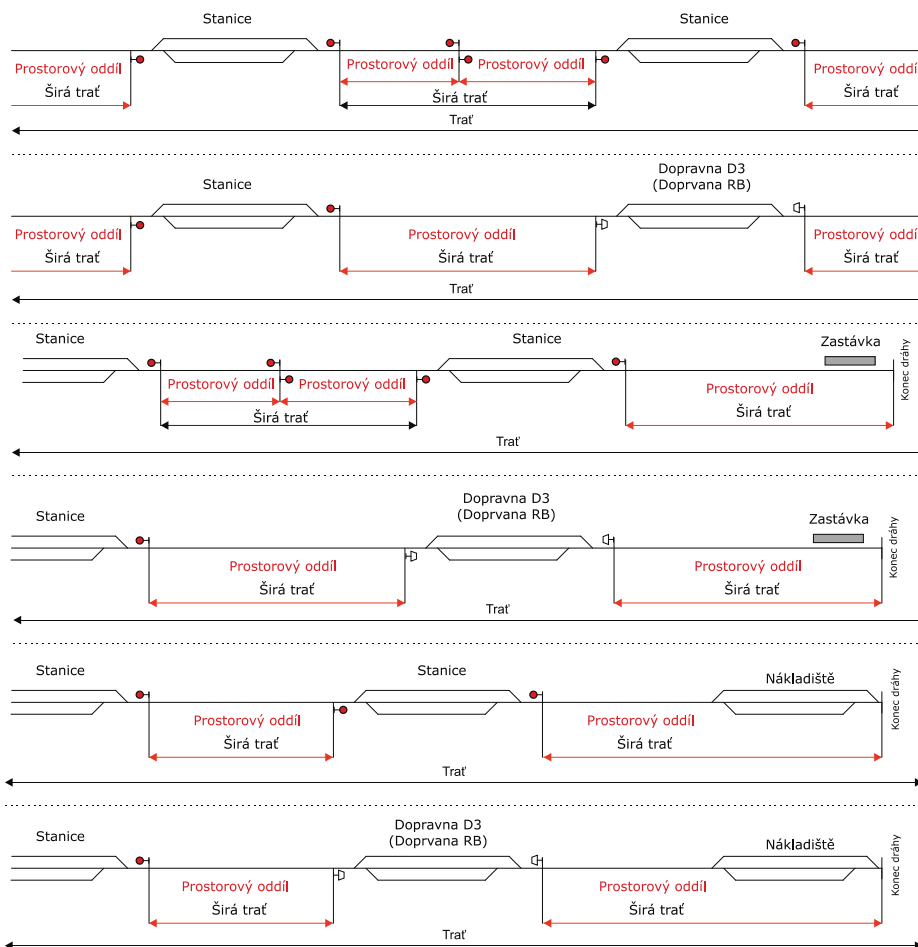 Stanice Stanice
Prostorový oddíl Prostorový oddíl Prostorový oddíl Prostorový oddíl
Širá trať Širá trať Širá trať
Trať
Stanice Dopravna D3
(Doprvana RB)
Prostorový oddíl Prostorový oddíl Prostorový oddíl
Širá trať Širá trať Širá trať
Trať
Stanice Stanice Zastávka Konec dráhy
Prostorový oddíl Prostorový oddíl Prostorový oddíl
Širá trať Širá trať
Trať
Stanice Dopravna D3 Zastávka Konec dráhy
(Doprvana RB)
Prostorový oddíl Prostorový oddíl
Širá trať Širá trať
Trať
Stanice Stanice Nákladiště Konec dráhy
Prostorový oddíl Prostorový oddíl
Širá trať Širá trať
Trať
Stanice Dopravna D3 Nákladiště Konec dráhy
(Doprvana RB)
Prostorový oddíl Prostorový oddíl
Širá trať Širá trať
Trať